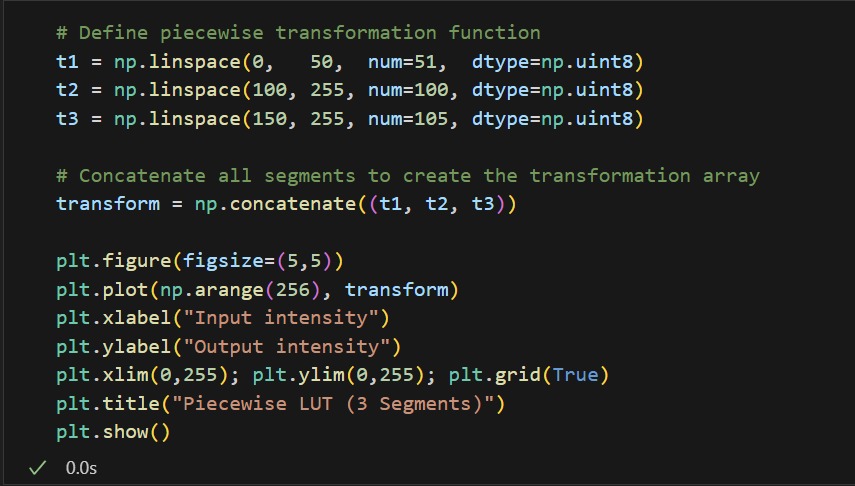 # Define piecewise transformation function
t1 = np.linspace(0,   50,  num=51,  dtype=np.uint8)
t2 = np.linspace(100, 255, num=100, dtype=np.uint8)
t3 = np.linspace(150, 255, num=105, dtype=np.uint8)

# Concatenate all segments to create the transformation array
transform = np.concatenate((t1, t2, t3))

plt.figure(figsize=(5,5))
plt.plot(np.arange(256), transform)
plt.xlabel("Input intensity")
plt.ylabel("Output intensity")
plt.xlim(0,255); plt.ylim(0,255); plt.grid(True)
plt.title("Piecewise LUT (3 Segments)")
plt.show()
0.0s